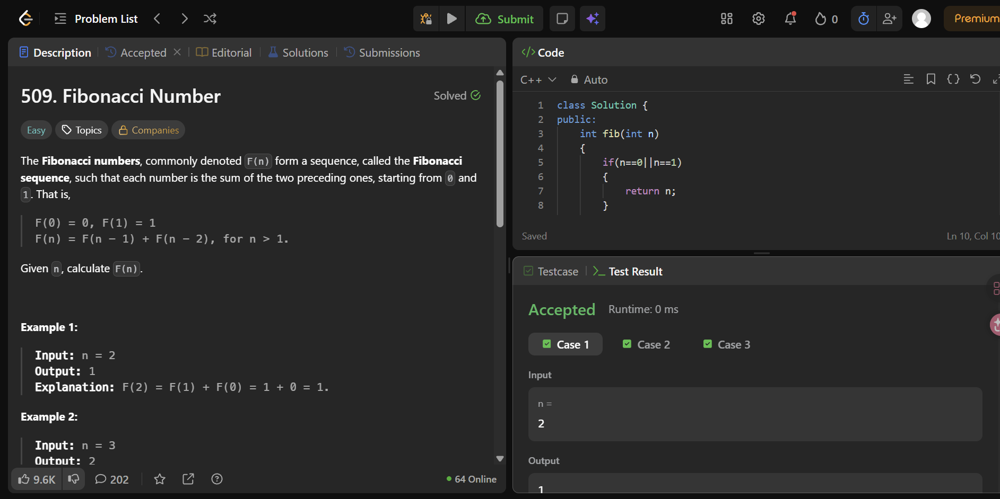 Problem List
Submit
0
Premium
Description
Accepted
Editorial
Solutions
Submissions
509. Fibonacci Number
Solved
Easy
Topics
Companies
The Fibonacci numbers, commonly denoted F(n) form a sequence, called the Fibonacci
sequence, such that each number is the sum of the two preceding ones, starting from 0 and
1. That is,
F(0) = 0, F(1) = 1
F(n) = F(n - 1) + F(n - 2), for n > 1.
Given n, calculate F(n).
Example 1:
Input: n = 2
Output: 1
Explanation: F(2) = F(1) + F(0) = 1 + 0 = 1.
Example 2:
Input: n = 3
Output: 2
9.6K
202
64 Online
</> Code
C++
Auto
1 class Solution {
2 public:
3 int fib(int n)
4 {
5 if(n==0||n==1)
6 {
7 return n;
8 }
Saved
Ln 10, Col 10
Testcase
Test Result
Accepted
Runtime: 0 ms
Case 1
Case 2
Case 3
Input
n =
2
Output
1